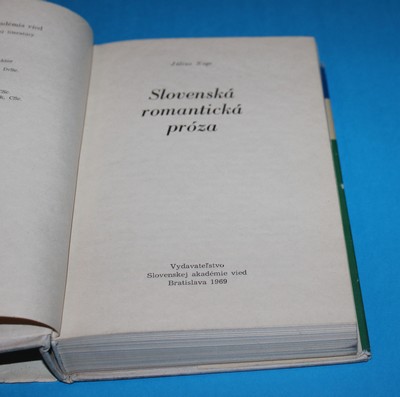 Július Noge
Slovenská
romantická
próza
Vydavateľstvo
Slovenskej akadémie vied
Bratislava 1969